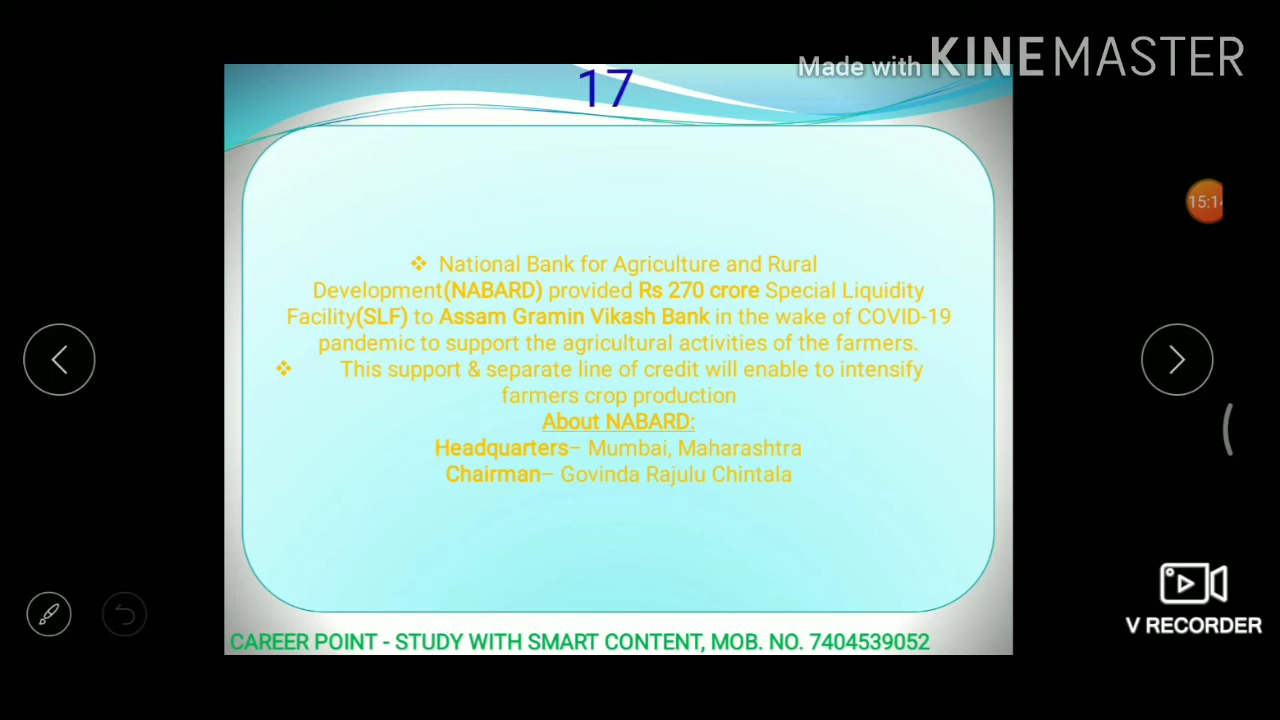 Made with KINEMASTER
17
❖ National Bank for Agriculture and Rural
Development(NABARD) provided Rs 270 crore Special Liquidity
Facility(SLF) to Assam Gramin Vikash Bank in the wake of COVID-19
pandemic to support the agricultural activities of the farmers.
❖ This support & separate line of credit will enable to intensify
farmers crop production
About NABARD:
Headquarters– Mumbai, Maharashtra
Chairman– Govinda Rajulu Chintala
CAREER POINT - STUDY WITH SMART CONTENT, MOB. NO. 7404539052
V RECORDER